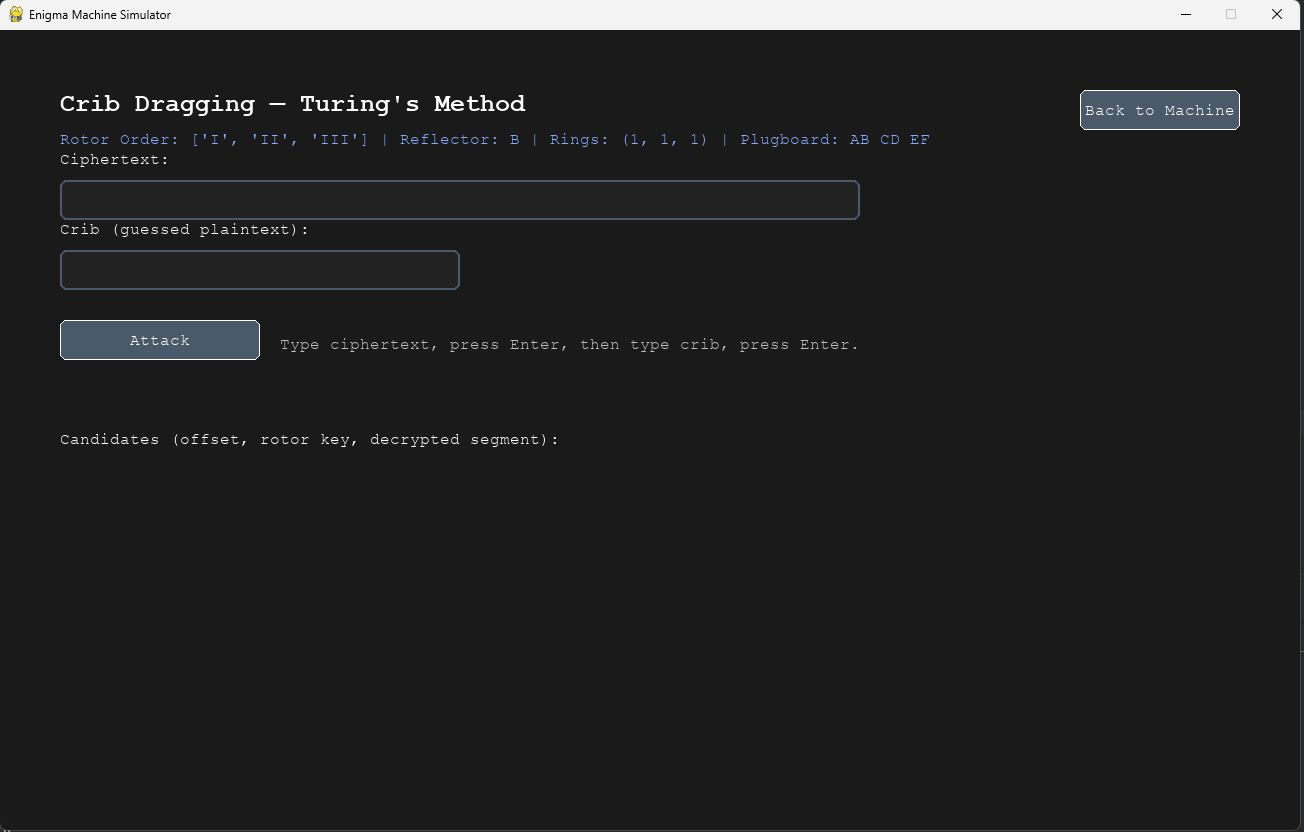 Enigma Machine Simulator
Crib Dragging — Turing's Method
Back to Machine
Rotor Order: ['I', 'II', 'III'] | Reflector: B | Rings: (1, 1, 1) | Plugboard: AB CD EF
Ciphertext:
Crib (guessed plaintext):
Attack
Type ciphertext, press Enter, then type crib, press Enter.
Candidates (offset, rotor key, decrypted segment):